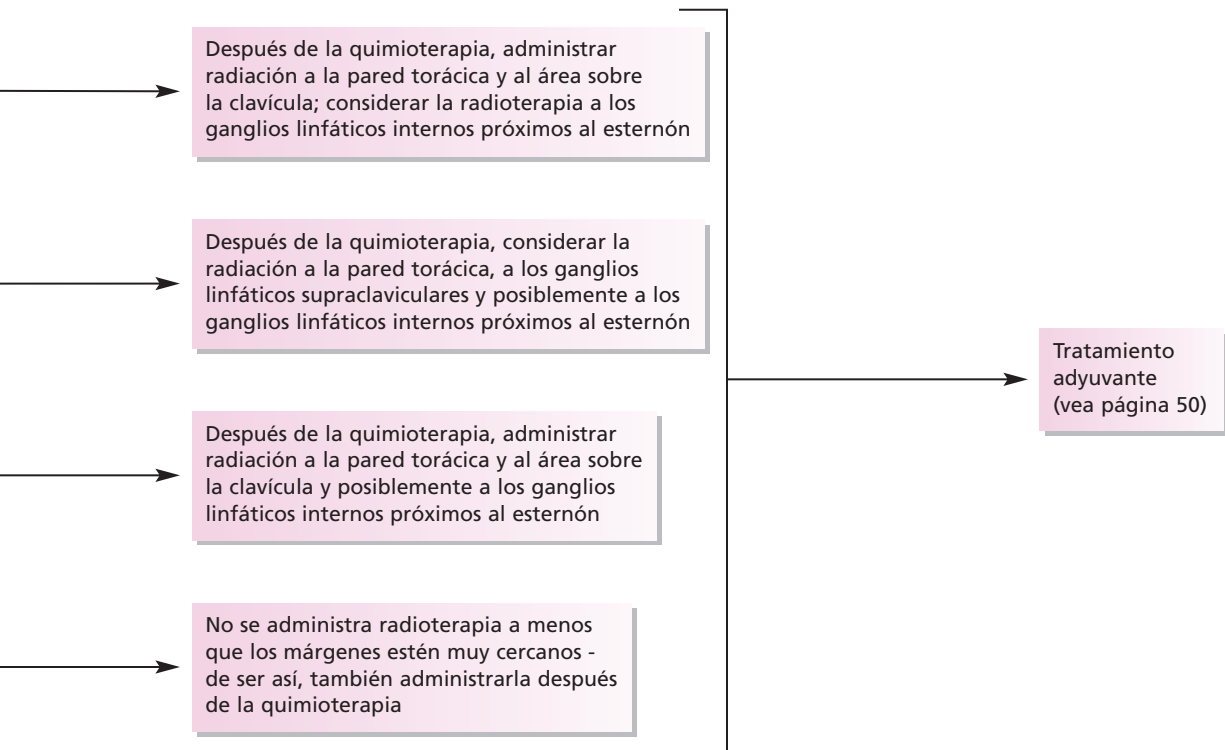 Después de la quimioterapia, administrar
radiación a la pared torácica y al área sobre
la clavícula; considerar la radioterapia a los
ganglios linfáticos internos próximos al esternón
Después de la quimioterapia, considerar la
radiación a la pared torácica, a los ganglios
linfáticos supraclaviculares y posiblemente a los
ganglios linfáticos internos próximos al esternón
Después de la quimioterapia, administrar
radiación a la pared torácica y al área sobre
la clavícula y posiblemente a los ganglios
linfáticos internos próximos al esternón
No se administra radioterapia a menos
que los márgenes estén muy cercanos -
de ser así, también administrarla después
de la quimioterapia
Tratamiento
adyuvante
(vea página 50)